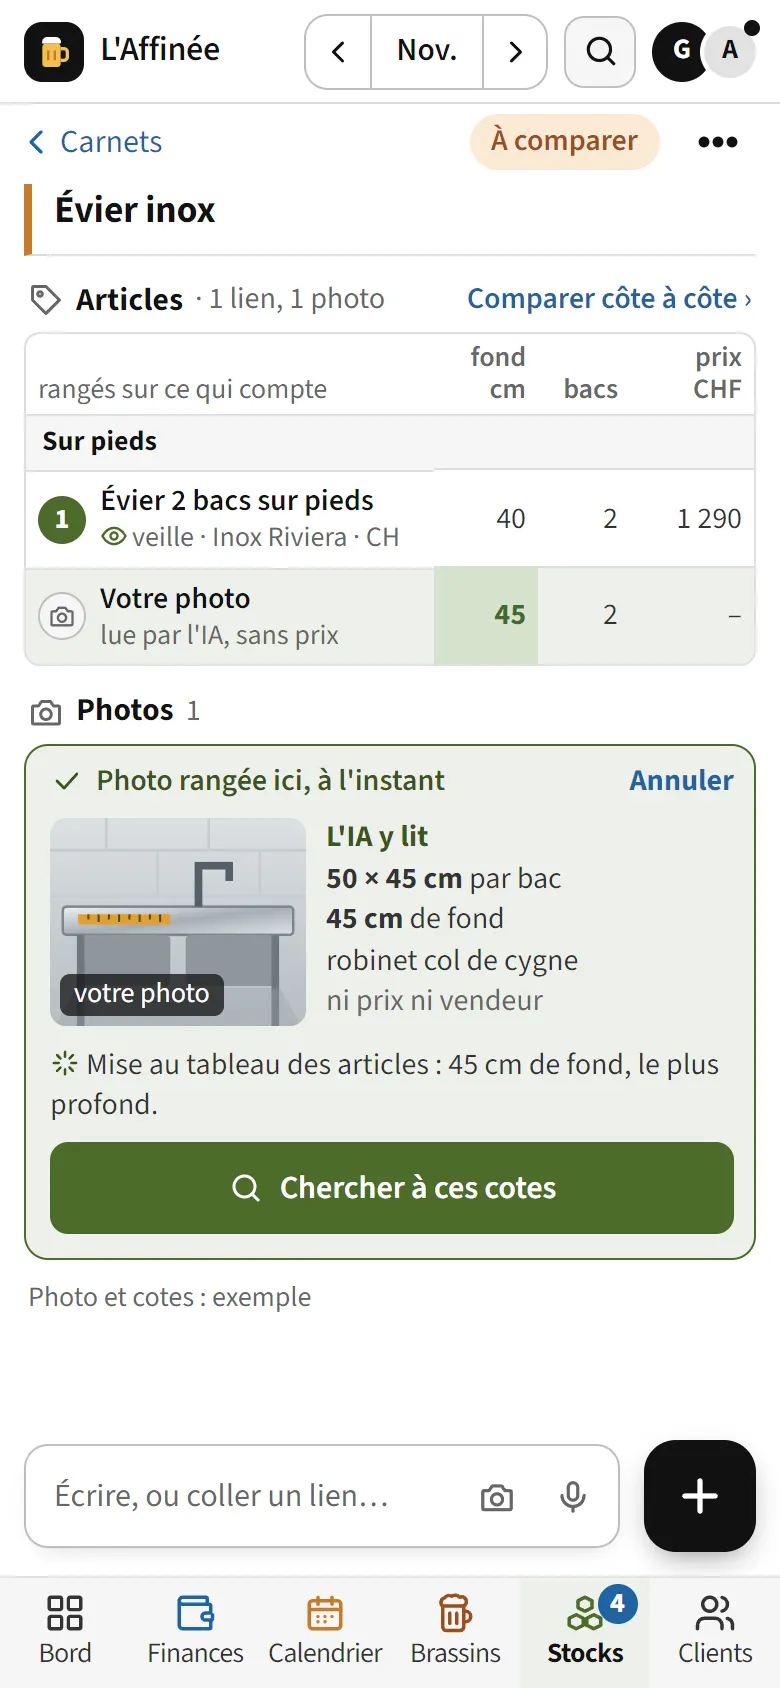 L'Affinée
Nov.
G
A
Carnets
À comparer
Évier inox
Articles · 1 lien, 1 photo
Comparer côte à côte ›
rangés sur ce qui compte
fond cm
bacs
prix CHF
Sur pieds
1
Évier 2 bacs sur pieds
veille · Inox Riviera · CH
40
2
1 290
Votre photo
lue par l'IA, sans prix
45
2
–
Photos 1
Photo rangée ici, à l'instant
Annuler
votre photo
L'IA y lit
50 × 45 cm par bac
45 cm de fond
robinet col de cygne
ni prix ni vendeur
Mise au tableau des articles : 45 cm de fond, le plus
profond.
Chercher à ces cotes
Photo et cotes : exemple
Écrire, ou coller un lien…
Bord
Finances
Calendrier
Brassins
4
Stocks
Clients